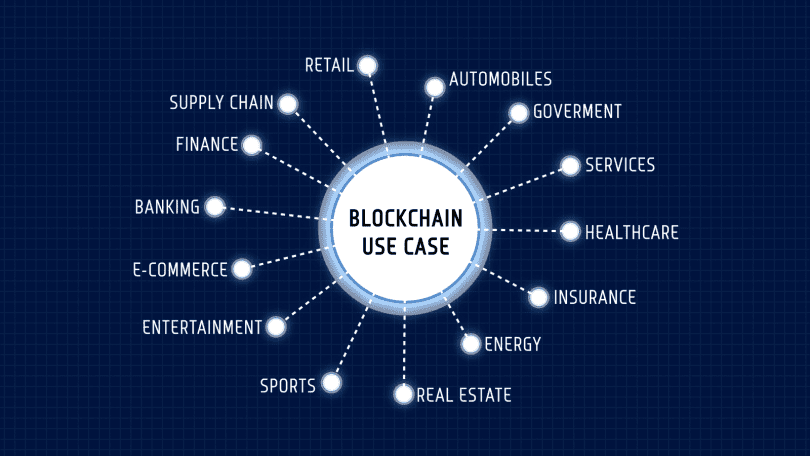 RETAIL
AUTOMOBILES
SUPPLY CHAIN
GOVERMENT
FINANCE
SERVICES
BANKING
BLOCKCHAIN
USE CASE
HEALTHCARE
E-COMMERCE
INSURANCE
ENTERTAINMENT
ENERGY
SPORTS
REAL ESTATE